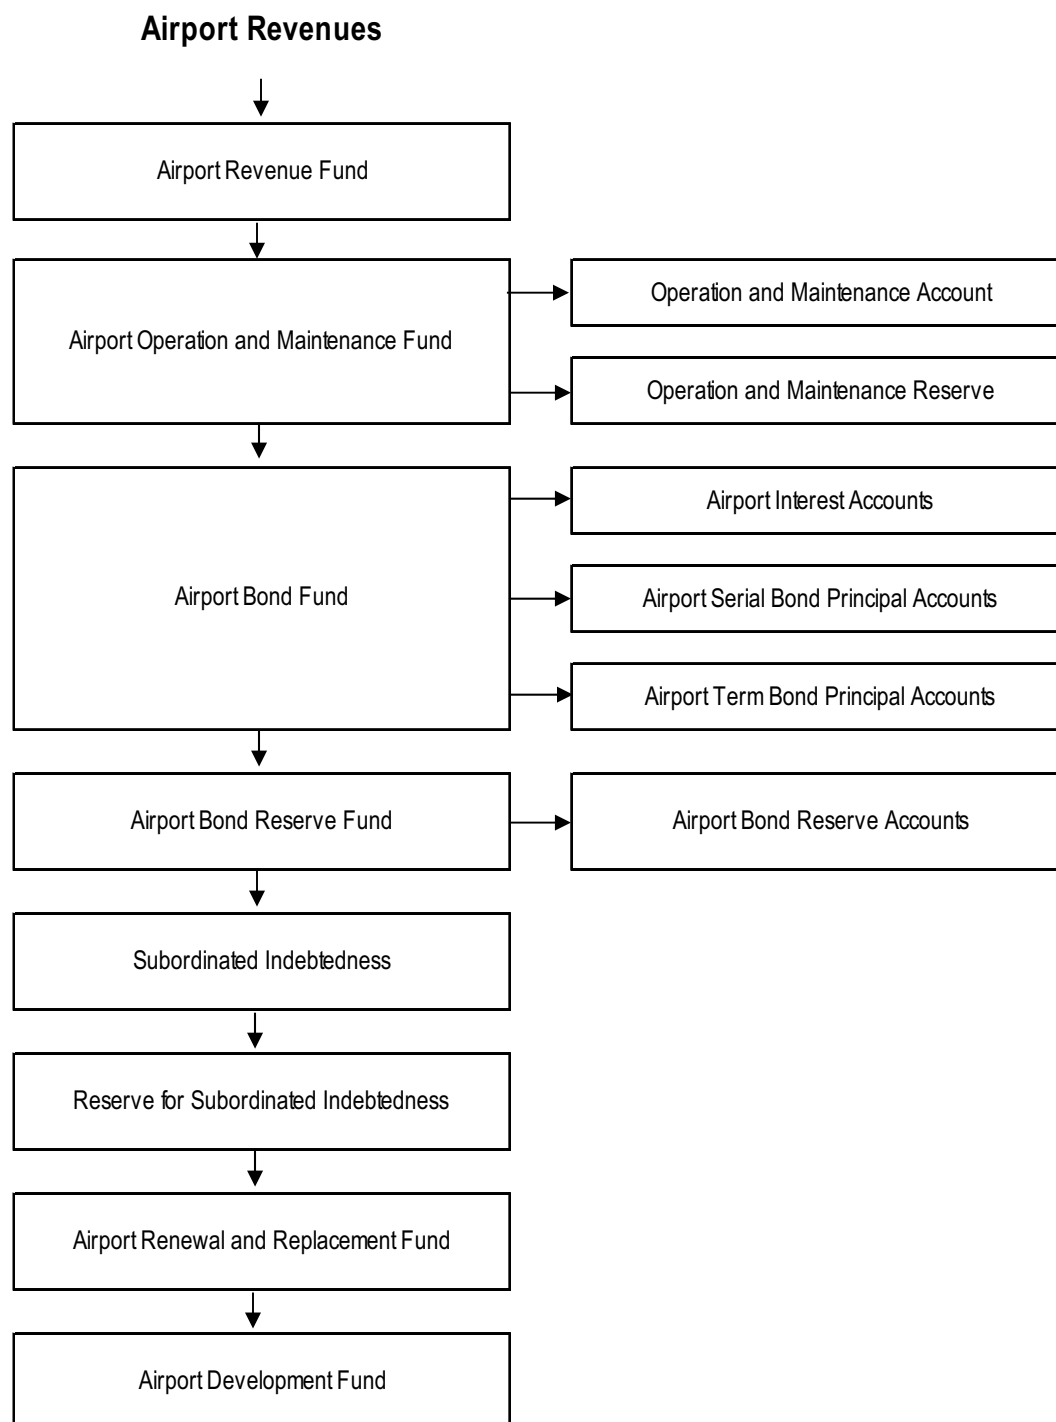 Airport Revenues
Airport Revenue Fund
Airport Operation and Maintenance Fund
Operation and Maintenance Account
Operation and Maintenance Reserve
Airport Bond Fund
Airport Interest Accounts
Airport Serial Bond Principal Accounts
Airport Term Bond Principal Accounts
Airport Bond Reserve Fund
Airport Bond Reserve Accounts
Subordinated Indebtedness
Reserve for Subordinated Indebtedness
Airport Renewal and Replacement Fund
Airport Development Fund